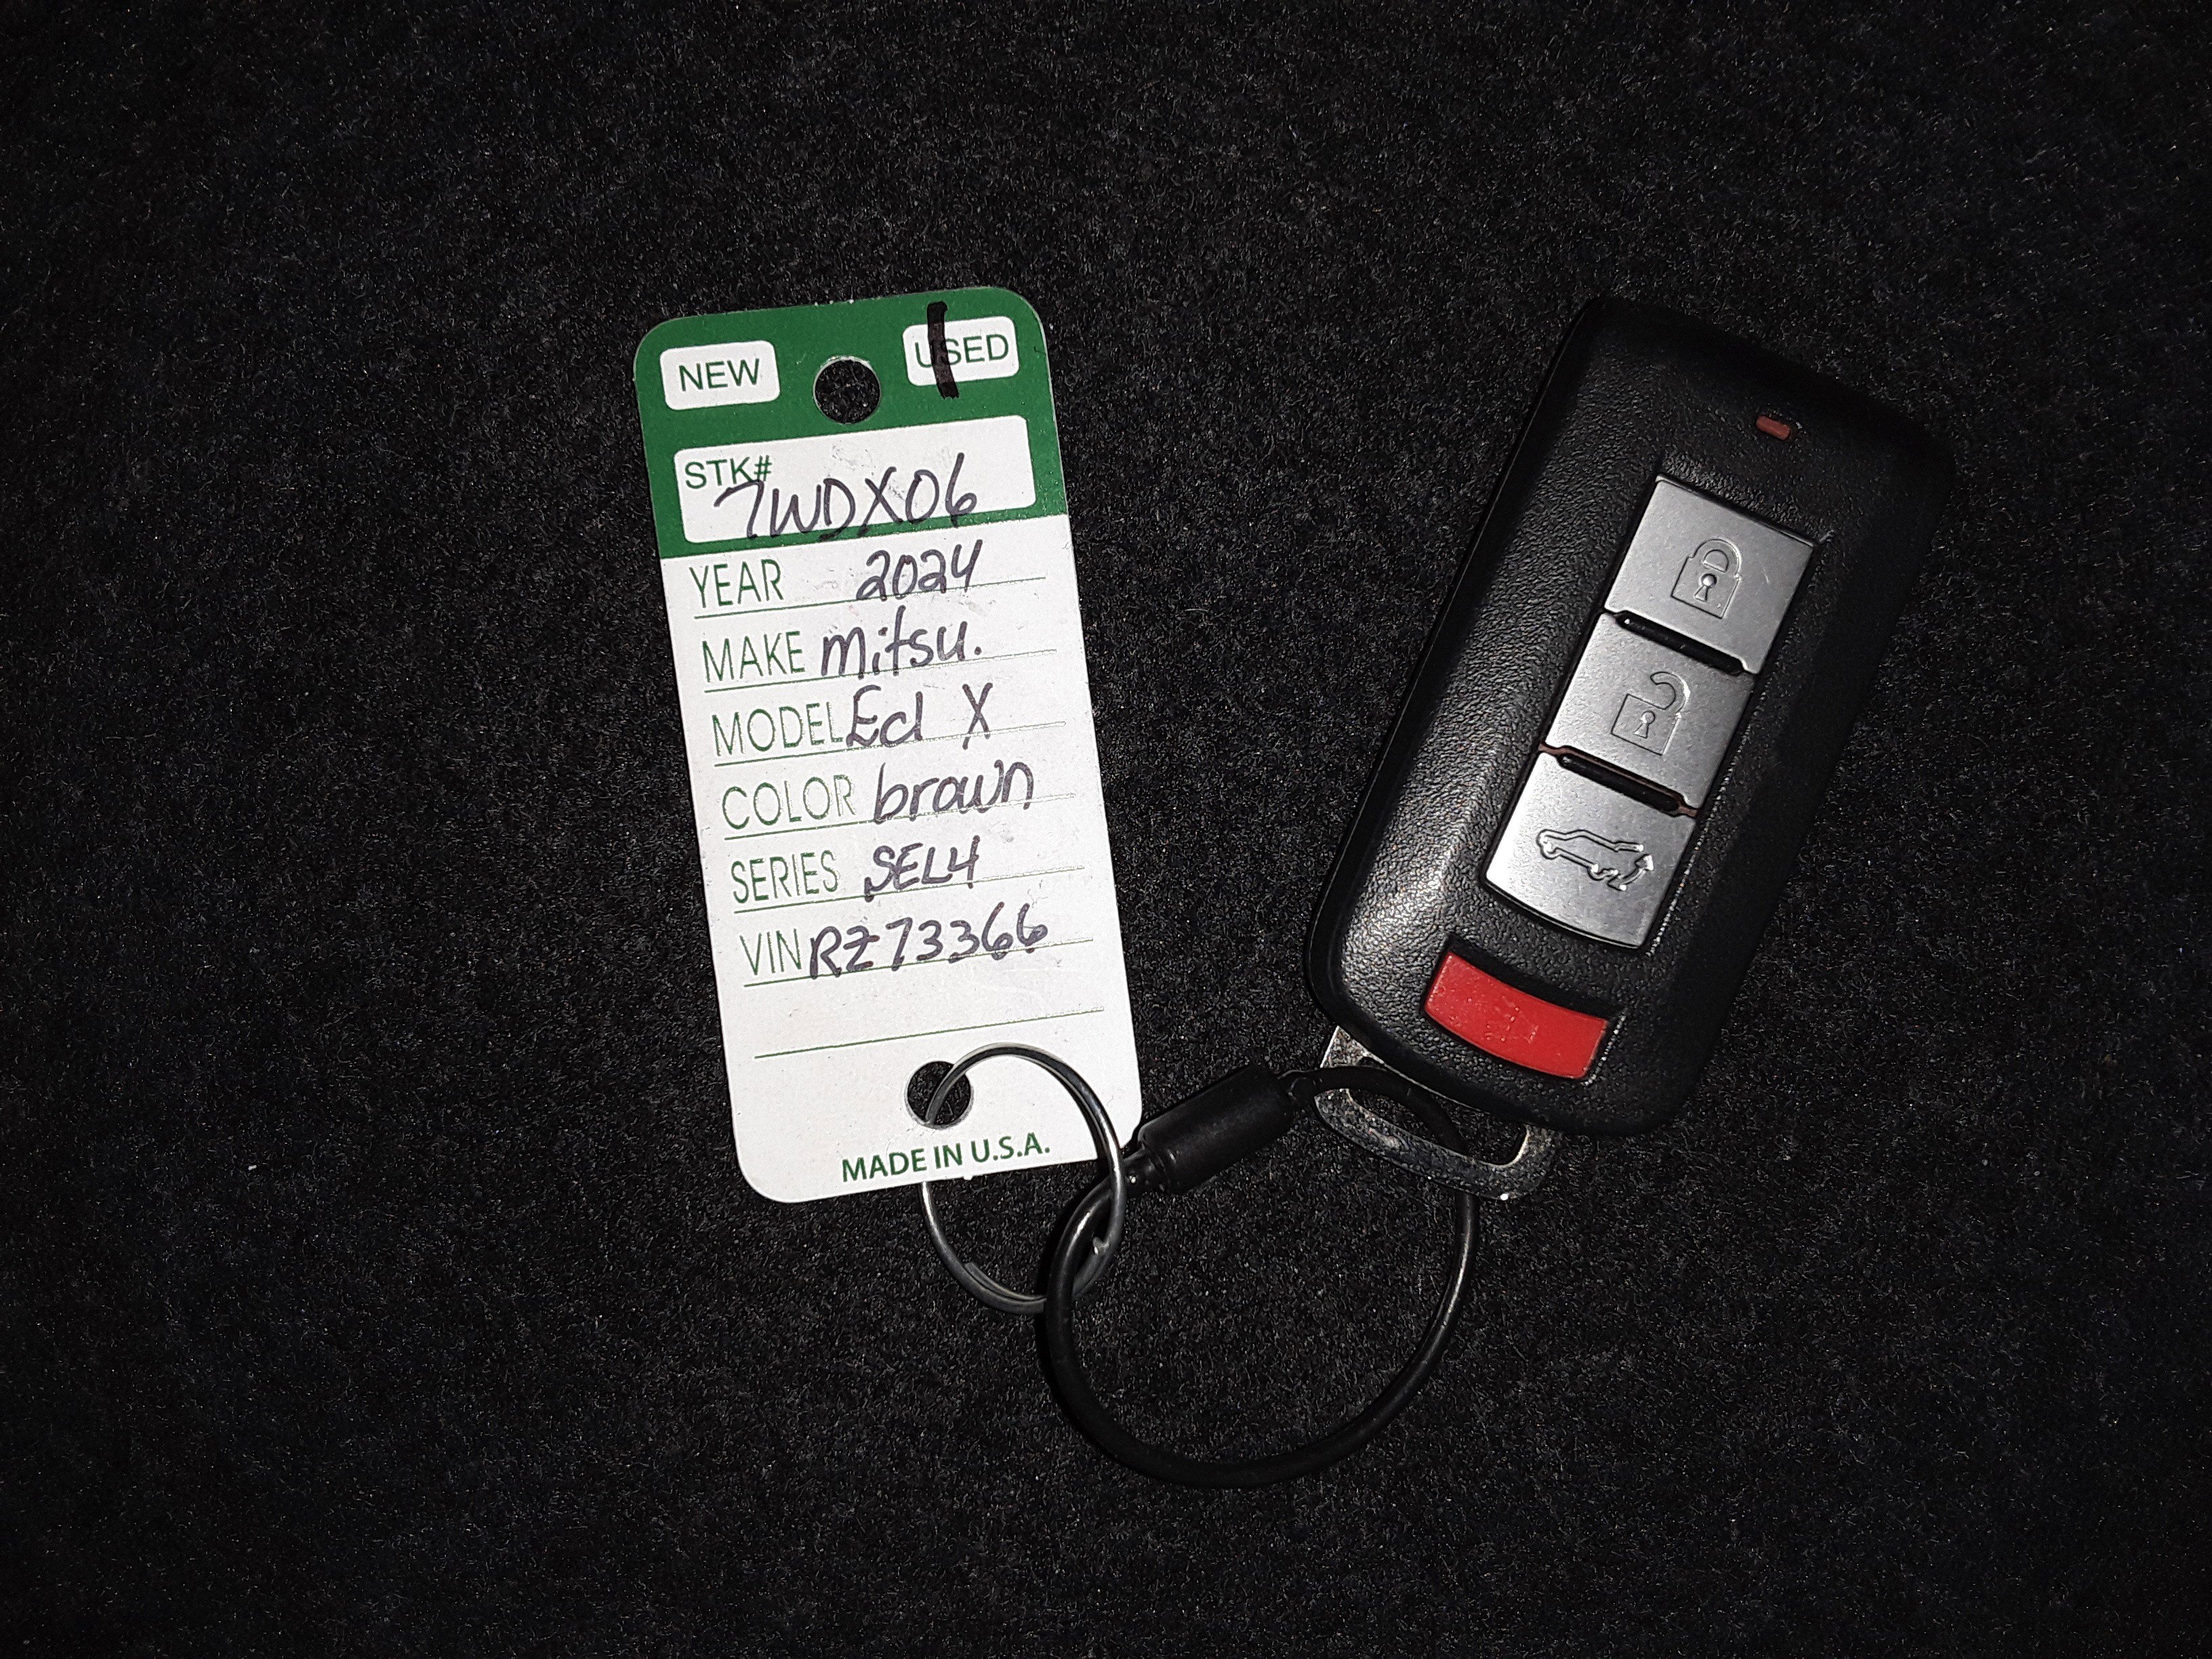 NEW USED
STK# 7WDX06
YEAR 2024
MAKE mitsu.
MODEL Ecl X
COLOR brown
SERIES SEL4
VIN RZ73366
MADE IN U.S.A.